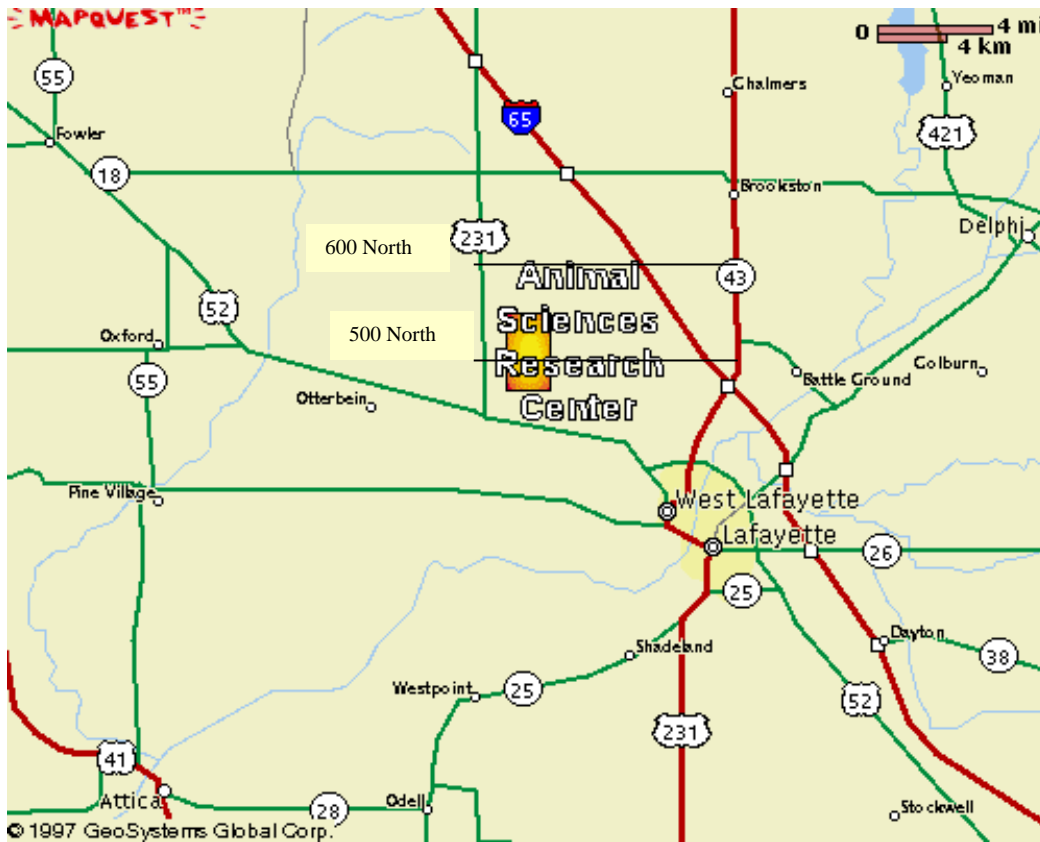 MAPQUEST™
0 4 mi
4 km
55
Chalmers
Yeoman
65
421
Fowler
18
Brookston
231
Delphi
600 North
Animal
43
52
Sciences
500 North
Oxford
Research
55
Battle Ground
Colburn
Otterbein
Center
Pine Village
West Lafayette
Lafayette
26
25
Dayton
Shadeland
38
Westpoint
25
52
231
41
Attica
28
Odell
Stockwell
© 1997 GeoSystems Global Corp.